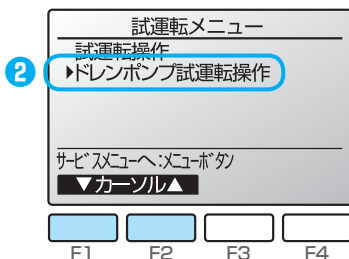 試運転メニュー
試運転操作
2 ▶ドレンポンプ試運転操作
サービスメニューへ:メニューボタン
▼カーソル▲
F1 F2 F3 F4